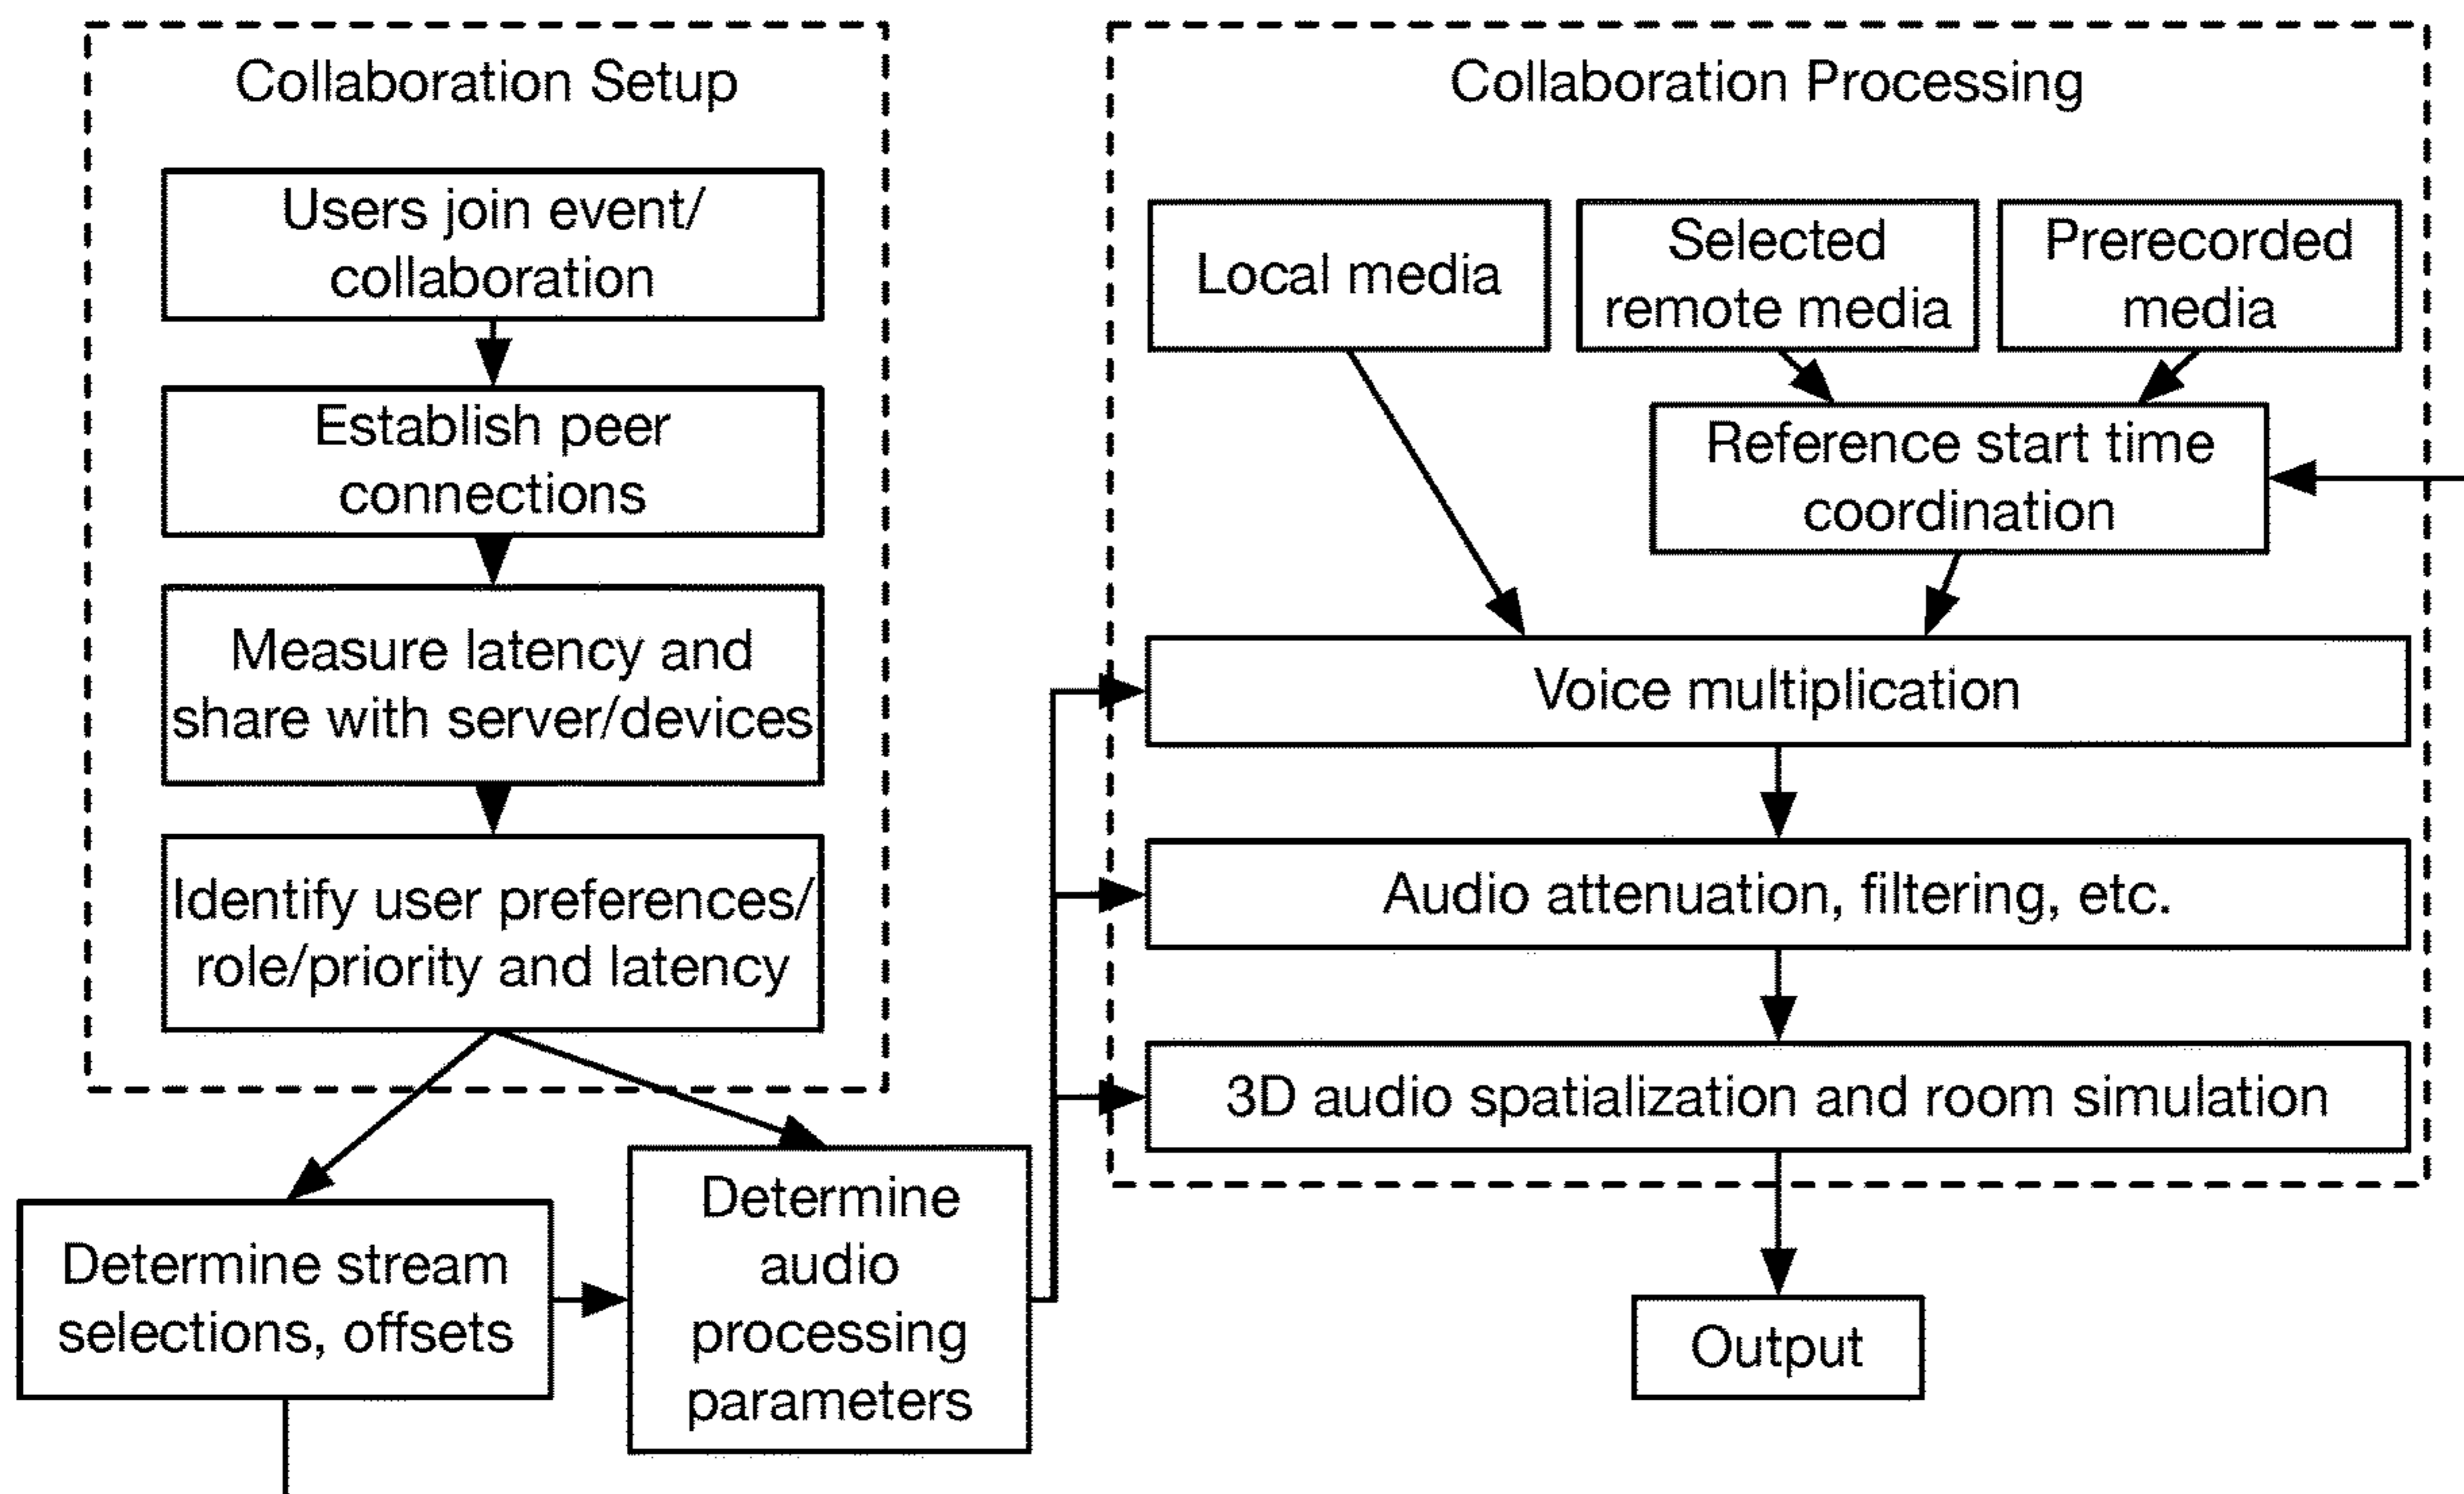 Collaboration Setup
Users join event/
collaboration
Establish peer
connections
Measure latency and
share with server/devices
Identify user preferences/
role/priority and latency
Determine stream
selections, offsets
Determine
audio
processing
parameters
Collaboration Processing
Local media
Selected
remote media
Prerecorded
media
Reference start time
coordination
Voice multiplication
Audio attenuation, filtering, etc.
3D audio spatialization and room simulation
Output